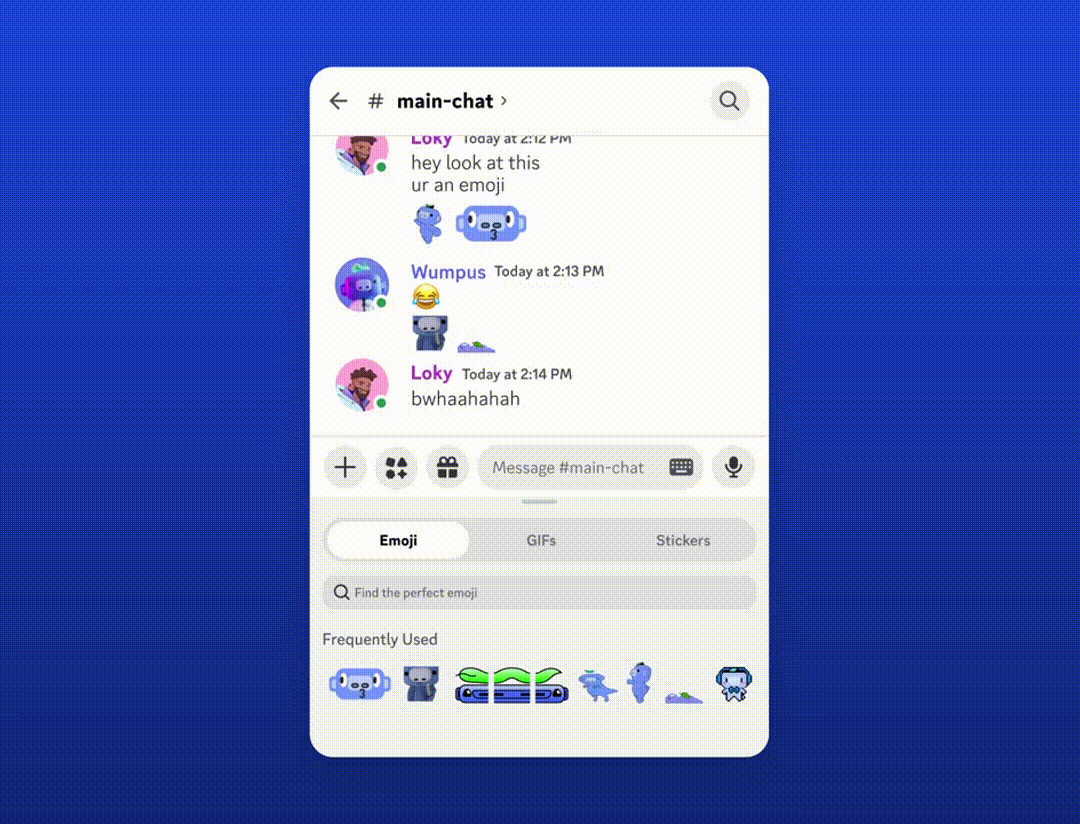 # main-chat
Loky Today at 2:12 PM
hey look at this
ur an emoji
Wumpus Today at 2:13 PM
Loky Today at 2:14 PM
bwhaahahah
Message #main-chat
Emoji GIFs Stickers
Find the perfect emoji
Frequently Used